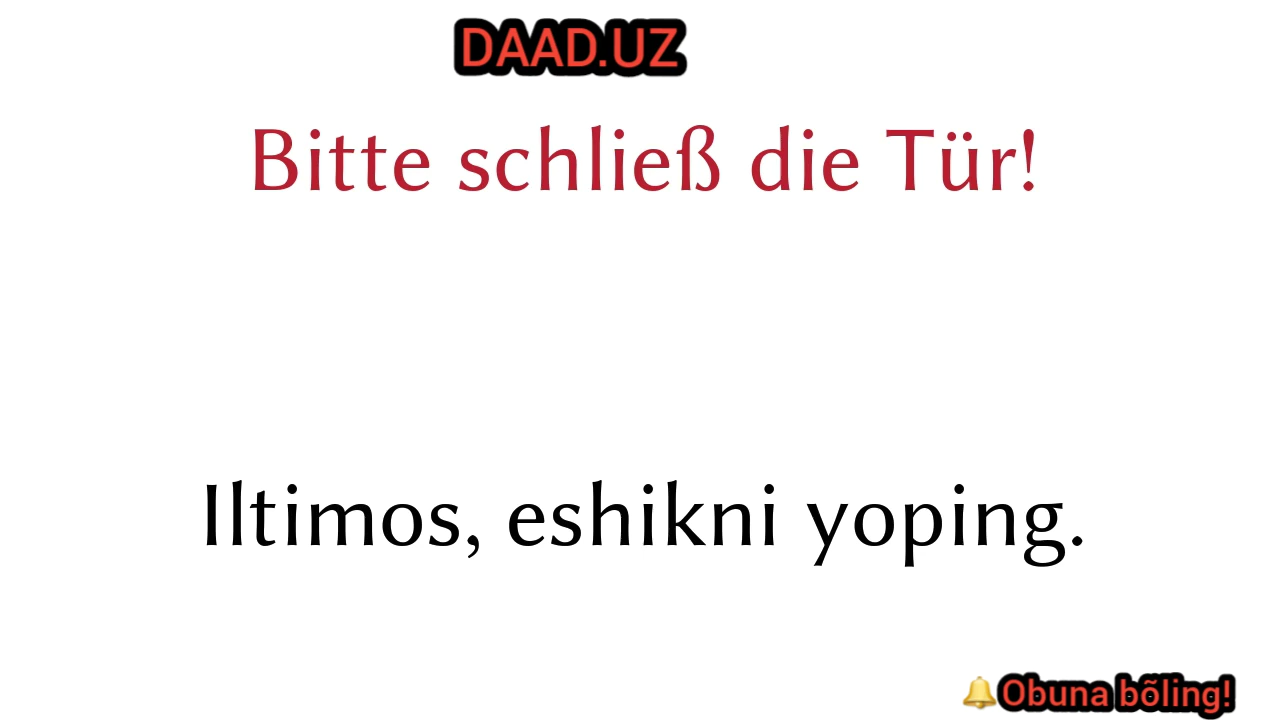 DAAD.UZ
Bitte schließ die Tür!
Iltimos, eshikni yoping.
🔔Obuna bõling!